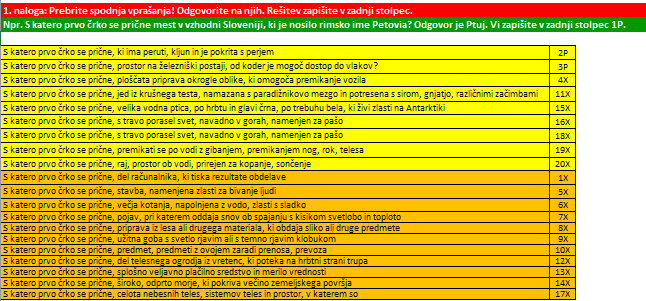 1. naloga: Prebrite spodnja vprašanja! Odgovorite na njih. Rešitev zapišite v zadnji stolpec.
Npr. S katero prvo črko se prične mest v vzhodni Sloveniji, ki je nosilo rimsko ime Petovia? Odgovor je Ptuj. Vi zapišite v zadnji stolpec 1P.
S katero prvo črko se prične, ki ima peruti, kljun in je pokrita s perjem 2P
S katero prvo črko se prične, prostor na železniški postaji, od koder je mogoč dostop do vlakov? 3P
S katero prvo črko se prične, ploščata priprava okrogle oblike, ki omogoča premikanje vozila 4X
S katero prvo črko se prične, jed iz krušnega testa, namazana s paradižnikovo mezgo in potresena s sirom, gnjatjo, različnimi začimbami 11X
S katero prvo črko se prične, velika vodna ptica, po hrbtu in glavi črna, po trebuhu bela, ki živi zlasti na Antarktiki 15X
S katero prvo črko se prične, s travo porasel svet, navadno v gorah, namenjen za pašo 16X
S katero prvo črko se prične, s travo porasel svet, navadno v gorah, namenjen za pašo 18X
S katero prvo črko se prične, premikati se po vodi z gibanjem, premikanjem nog, rok, telesa 19X
S katero prvo črko se prične, raj, prostor ob vodi, prirejen za kopanje, sončenje 20X
S katero prvo črko se prične, del računalnika, ki tiska rezultate obdelave 1X
S katero prvo črko se prične, stavba, namenjena zlasti za bivanje ljudi 5X
S katero prvo črko se prične, večja kotanja, napolnjena z vodo, zlasti s sladko 6X
S katero prvo črko se prične, pojav, pri katerem oddaja snov ob spajanju s kisikom svetlobo in toploto 7X
S katero prvo črko se prične, priprava iz lesa ali drugega materiala, ki obdaja sliko ali druge predmete 8X
S katero prvo črko se prične, užitna goba s svetlo rjavim ali s temno rjavim klobukom 9X
S katero prvo črko se prične, predmet, predmeti z ovojem zaradi prenosa, prevoza 10X
S katero prvo črko se prične, del telesnega ogrodja iz vretenc, ki poteka na hrbtni strani trupa 12X
S katero prvo črko se prične, splošno veljavno plačilno sredstvo in merilo vrednosti 13X
S katero prvo črko se prične, široko, odprto morje, ki pokriva večino zemeljskega površja 14X
S katero prvo črko se prične, celota nebesnih teles, sistemov teles in prostor, v katerem so 17X